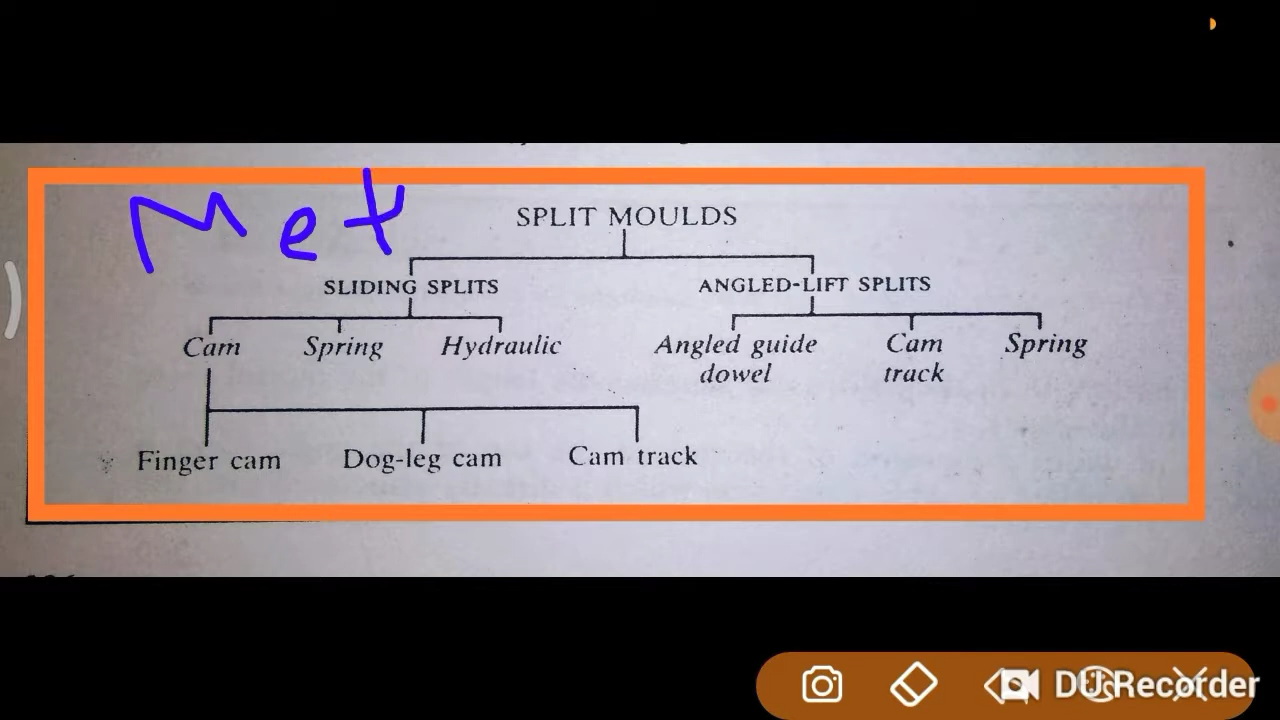 Met
SPLIT MOULDS
SLIDING SPLITS ANGLED-LIFT SPLITS
Cam Spring Hydraulic Angled guide dowel Cam track Spring
Finger cam Dog-leg cam Cam track
DU Recorder